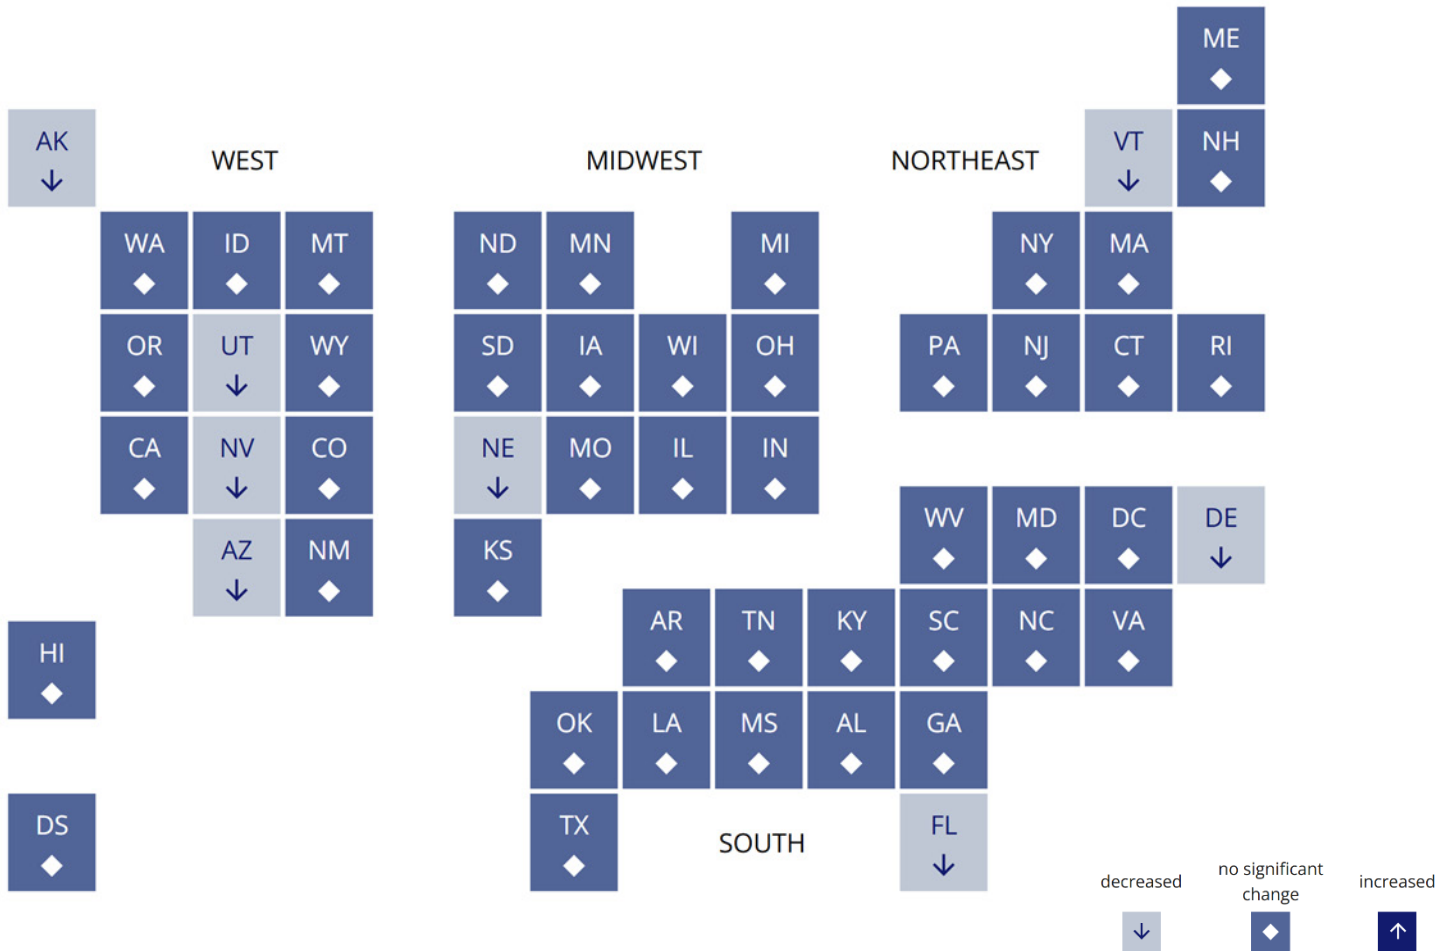 ME
AK
WEST
MIDWEST
NORTHEAST
VT
NH
WA
ID
MT
ND
MN
MI
NY
MA
OR
UT
WY
SD
IA
WI
OH
PA
NJ
CT
RI
CA
NV
CO
NE
MO
IL
IN
WV
MD
DC
DE
AZ
NM
KS
AR
TN
KY
SC
NC
VA
HI
OK
LA
MS
AL
GA
DS
TX
SOUTH
FL
decreased
no significant
change
increased